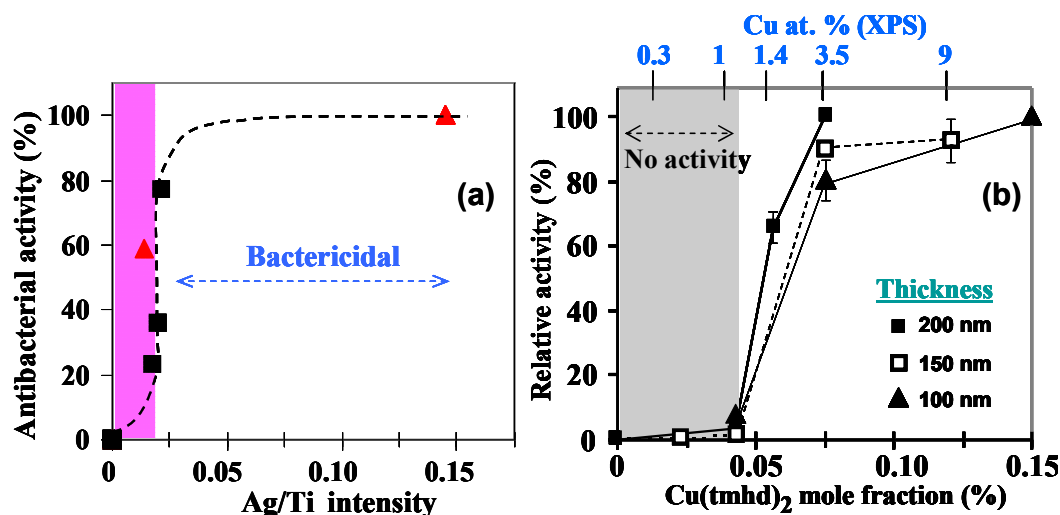 Antibacterial activity (%)
100
80
60
40
20
0
(a)
Bactericidal
0
0.05
0.10
0.15
Ag/Ti intensity
Cu at. % (XPS)
0.3 1 1.4 3.5 9
Relative activity (%)
100
80
60
40
20
0
No activity
(b)
Thickness
200 nm
150 nm
100 nm
0 0.05 0.10 0.15
Cu(tmhd)2 mole fraction (%)